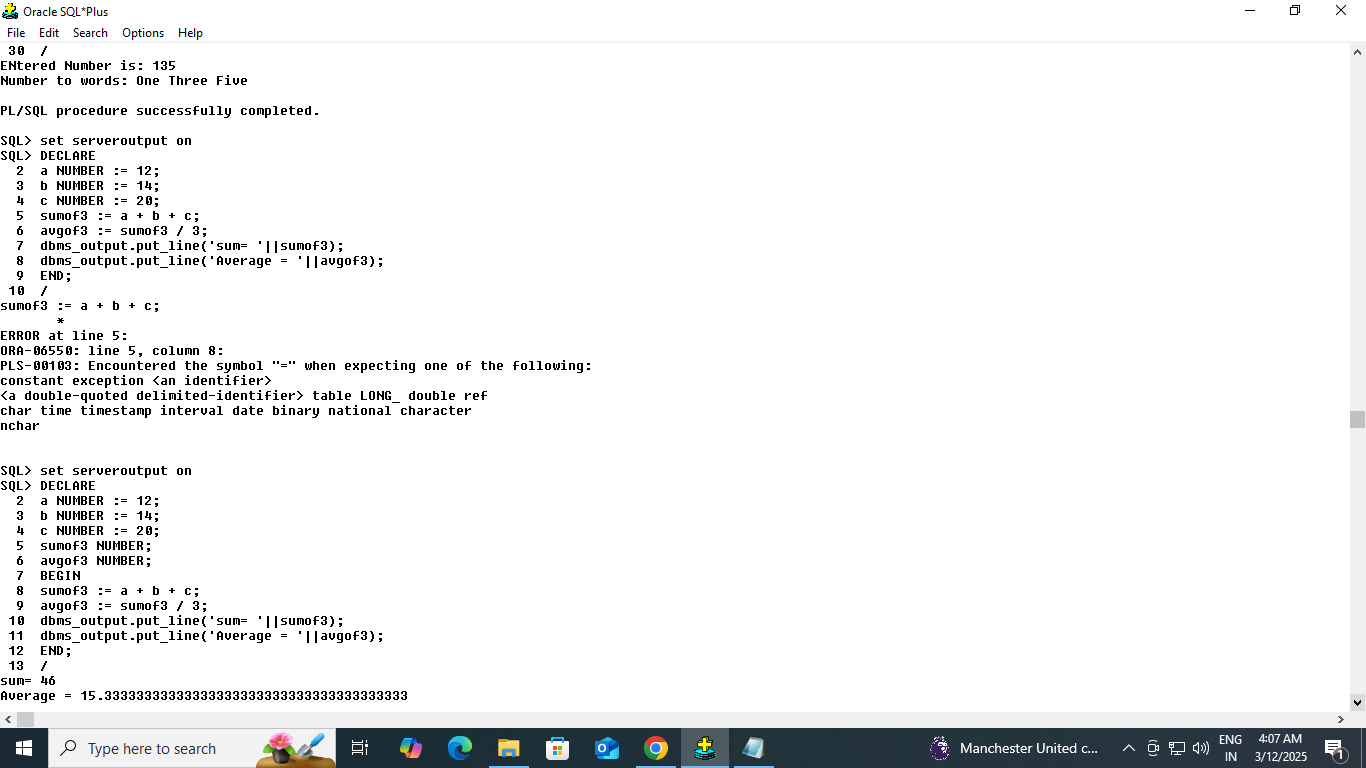 Oracle SQL*Plus
File Edit Search Options Help
 30  /
ENtered Number is: 135
Number to words: One Three Five

PL/SQL procedure successfully completed.

SQL> set serveroutput on
SQL> DECLARE
  2  a NUMBER := 12;
  3  b NUMBER := 14;
  4  c NUMBER := 20;
  5  sumof3 := a + b + c;
  6  avgof3 := sumof3 / 3;
  7  dbms_output.put_line('sum= '||sumof3);
  8  dbms_output.put_line('Average = '||avgof3);
  9  END;
 10  /
sumof3 := a + b + c;
       *
ERROR at line 5:
ORA-06550: line 5, column 8:
PLS-00103: Encountered the symbol "=" when expecting one of the following:
constant exception <an identifier>
<a double-quoted delimited-identifier> table LONG_ double ref
char time timestamp interval date binary national character
nchar

SQL> set serveroutput on
SQL> DECLARE
  2  a NUMBER := 12;
  3  b NUMBER := 14;
  4  c NUMBER := 20;
  5  sumof3 NUMBER;
  6  avgof3 NUMBER;
  7  BEGIN
  8  sumof3 := a + b + c;
  9  avgof3 := sumof3 / 3;
 10  dbms_output.put_line('sum= '||sumof3);
 11  dbms_output.put_line('Average = '||avgof3);
 12  END;
 13  /
sum= 46
Average = 15.33333333333333333333333333333333333333
Type here to search
Manchester United c...
ENG
IN
4:07 AM
3/12/2025
1